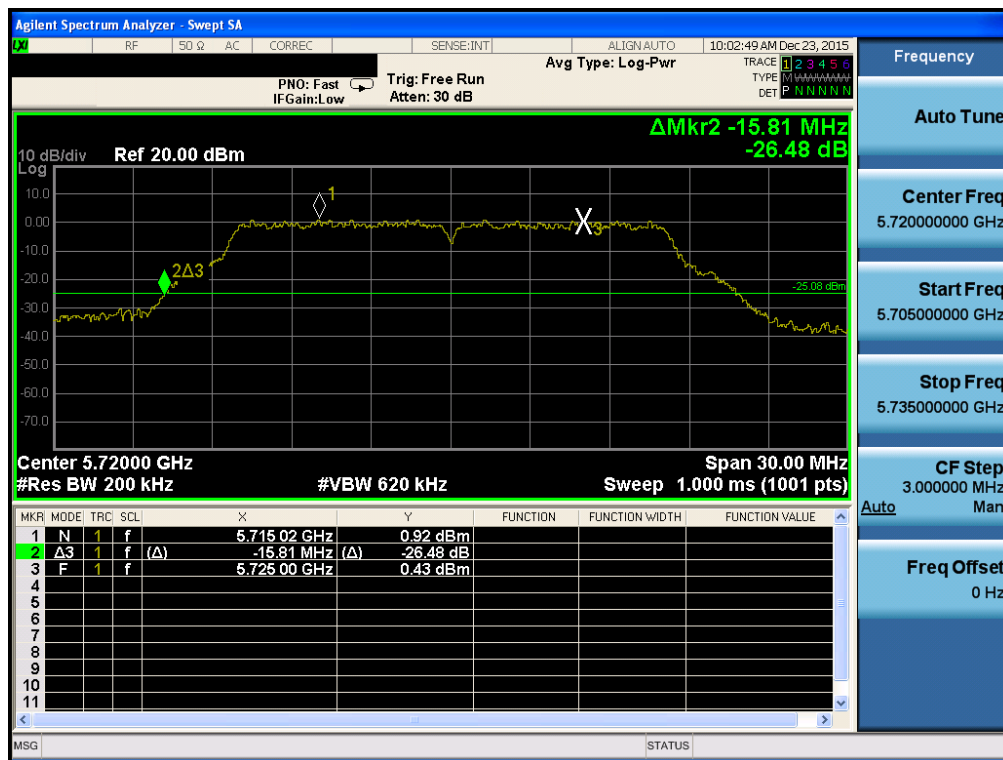 Agilent Spectrum Analyzer - Swept SA
LXI RF 50 Ω AC CORREC SENSE:INT ALIGN AUTO 10:02:49 AM Dec 23, 2015
Avg Type: Log-Pwr TRACE 1 2 3 4 5 6
PNO: Fast Trig: Free Run TYPE M WWWWW
IFGain:Low Atten: 30 dB DET P N N N N N
ΔMkr2 -15.81 MHz
-26.48 dB
10 dB/div Ref 20.00 dBm
Log
10.0
0.00
-10.0
-20.0
-30.0
-40.0
-50.0
-60.0
-70.0
1
X3
2Δ3
-25.08 dBm
Center 5.72000 GHz Span 30.00 MHz
#Res BW 200 kHz #VBW 620 kHz Sweep 1.000 ms (1001 pts)
MKR MODE TRC SCL X Y FUNCTION FUNCTION WIDTH FUNCTION VALUE
1 N 1 f 5.715 02 GHz 0.92 dBm
2 Δ3 1 f (Δ) -15.81 MHz (Δ) -26.48 dB
3 F 1 f 5.725 00 GHz 0.43 dBm
4
5
6
7
8
9
10
11
MSG STATUS
Frequency
Auto Tune
Center Freq
5.720000000 GHz
Start Freq
5.705000000 GHz
Stop Freq
5.735000000 GHz
CF Step
3.000000 MHz
Auto Man
Freq Offset
0 Hz